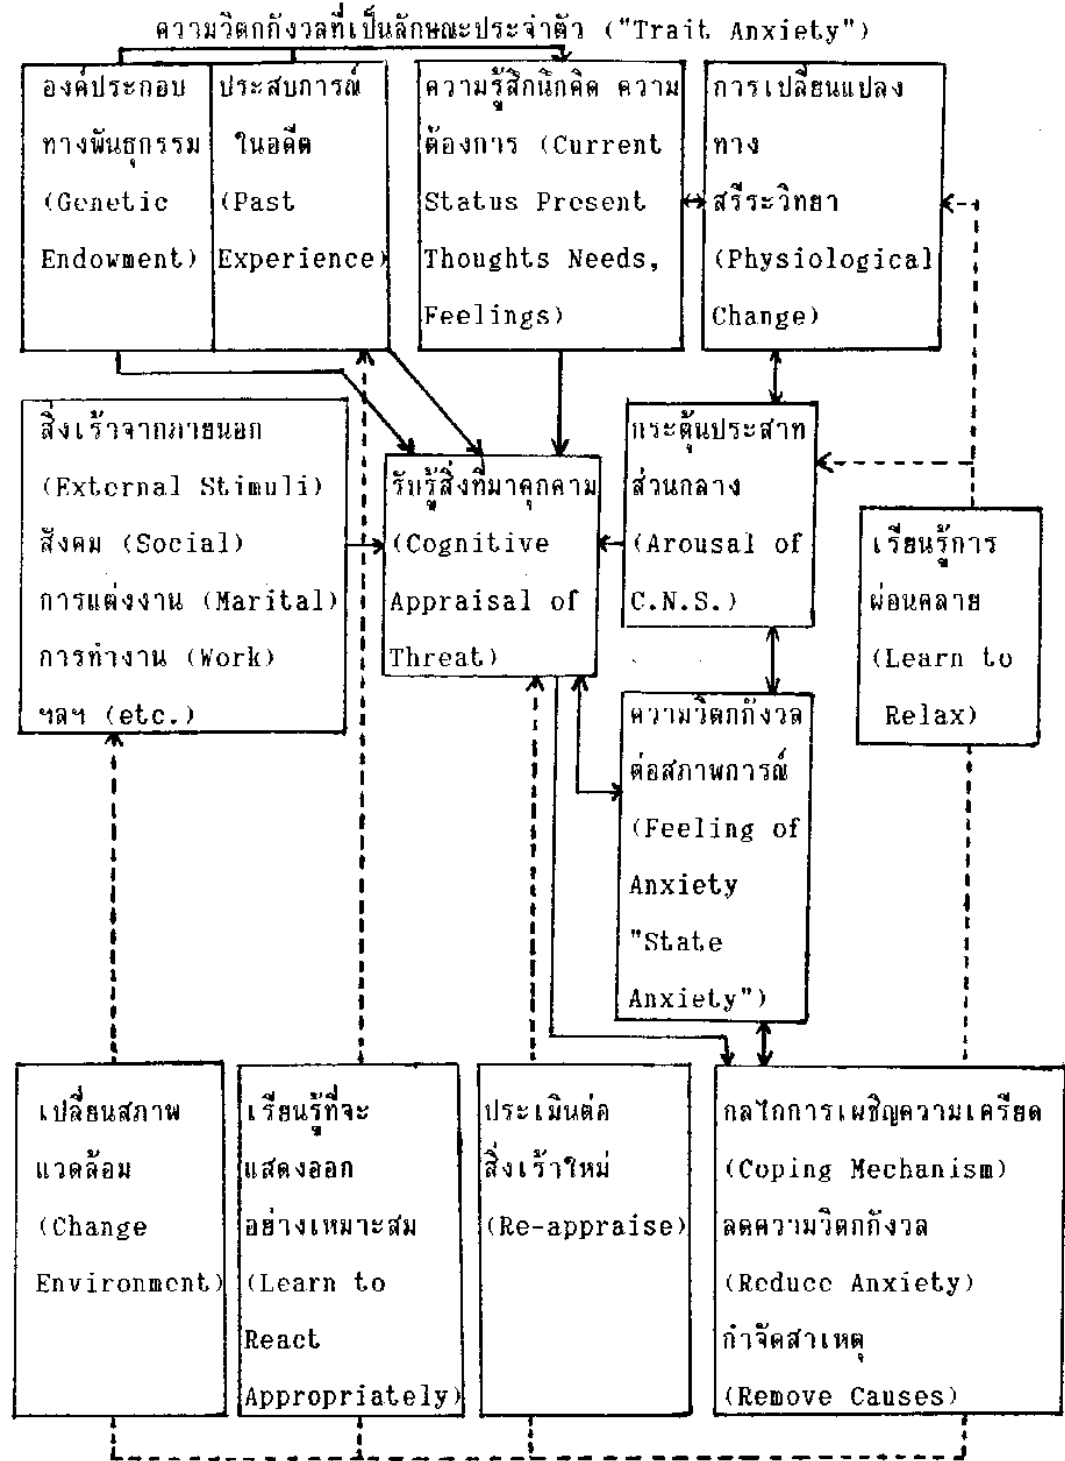 ความวิตกกังวลที่เป็นลักษณะประจำตัว ("Trait Anxiety")
องค์ประกอบ
ทางพันธุกรรม
(Genetic
Endowment)
ประสบการณ์
ในอดีต
(Past
Experience)
ความรู้สึกนึกคิด ความ
ต้องการ (Current
Status Present
Thoughts Needs,
Feelings)
การเปลี่ยนแปลง
ทาง
สรีระวิทยา
(Physiological
Change)
สิ่งเร้าจากภายนอก
(External Stimuli)
สังคม (Social)
การแต่งงาน (Marital)
การทำงาน (Work)
ฯลฯ (etc.)
รับรู้สิ่งที่มาคุกคาม
(Cognitive
Appraisal of
Threat)
กระตุ้นประสาท
ส่วนกลาง
(Arousal of
C.N.S.)
เรียนรู้การ
ผ่อนคลาย
(Learn to
Relax)
ความวิตกกังวล
ต่อสภาพการณ์
(Feeling of
Anxiety
"State
Anxiety")
เปลี่ยนสภาพ
แวดล้อม
(Change
Environment)
เรียนรู้ที่จะ
แสดงออก
อย่างเหมาะสม
(Learn to
React
Appropriately)
ประเมินต่อ
สิ่งเร้าใหม่
(Re-appraise)
กลไกการเผชิญความเครียด
(Coping Mechanism)
ลดความวิตกกังวล
(Reduce Anxiety)
กำจัดสาเหตุ
(Remove Causes)